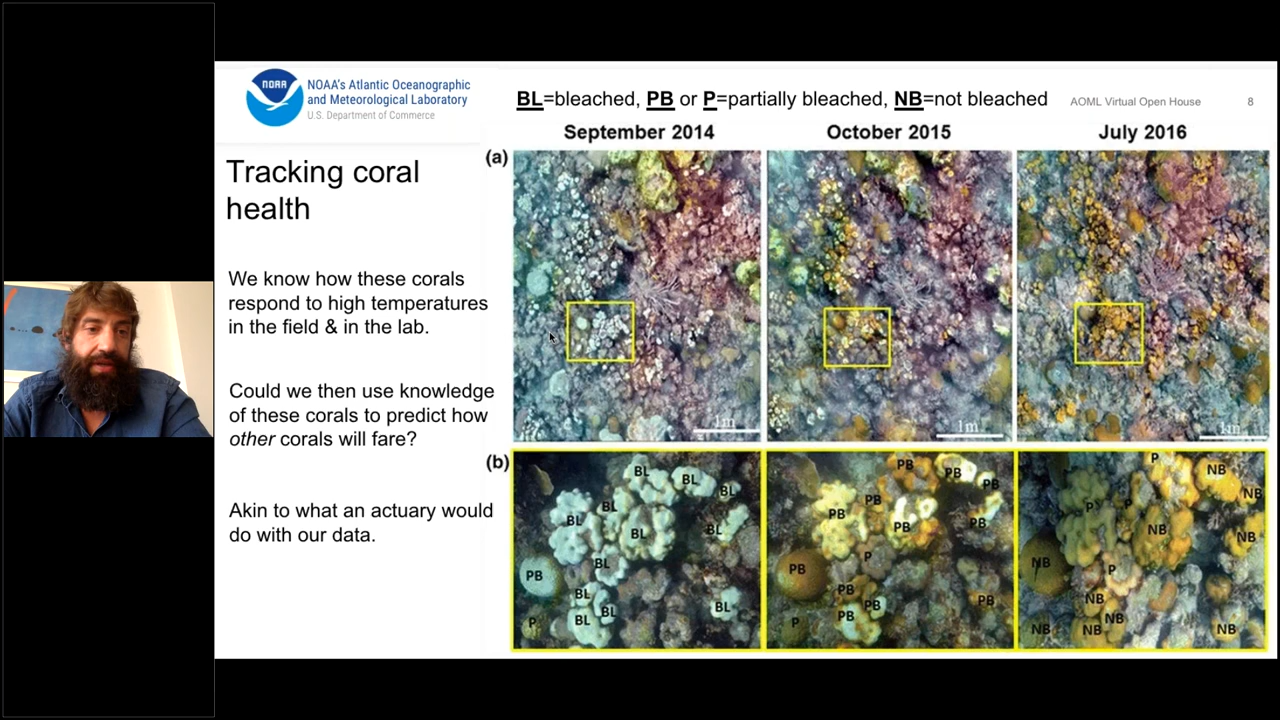 NOAA
NOAA's Atlantic Oceanographic
and Meteorological Laboratory
U.S. Department of Commerce
BL=bleached, PB or P=partially bleached, NB=not bleached
AOML Virtual Open House
8
Tracking coral
health
We know how these corals
respond to high temperatures
in the field & in the lab.
Could we then use knowledge
of these corals to predict how
other corals will fare?
Akin to what an actuary would
do with our data.
September 2014
October 2015
July 2016
(a)
1m
1m
1m
(b)
BL
BL
BL
BL
BL
BL
BL
BL
PB
BL
BL
BL
BL
P
PB
PB
PB
PB
PB
PB
PB
P
PB
PB
PB
PB
PB
P
P
NB
NB
P
P
NB
NB
NB
P
NB
NB
NB
NB
NB